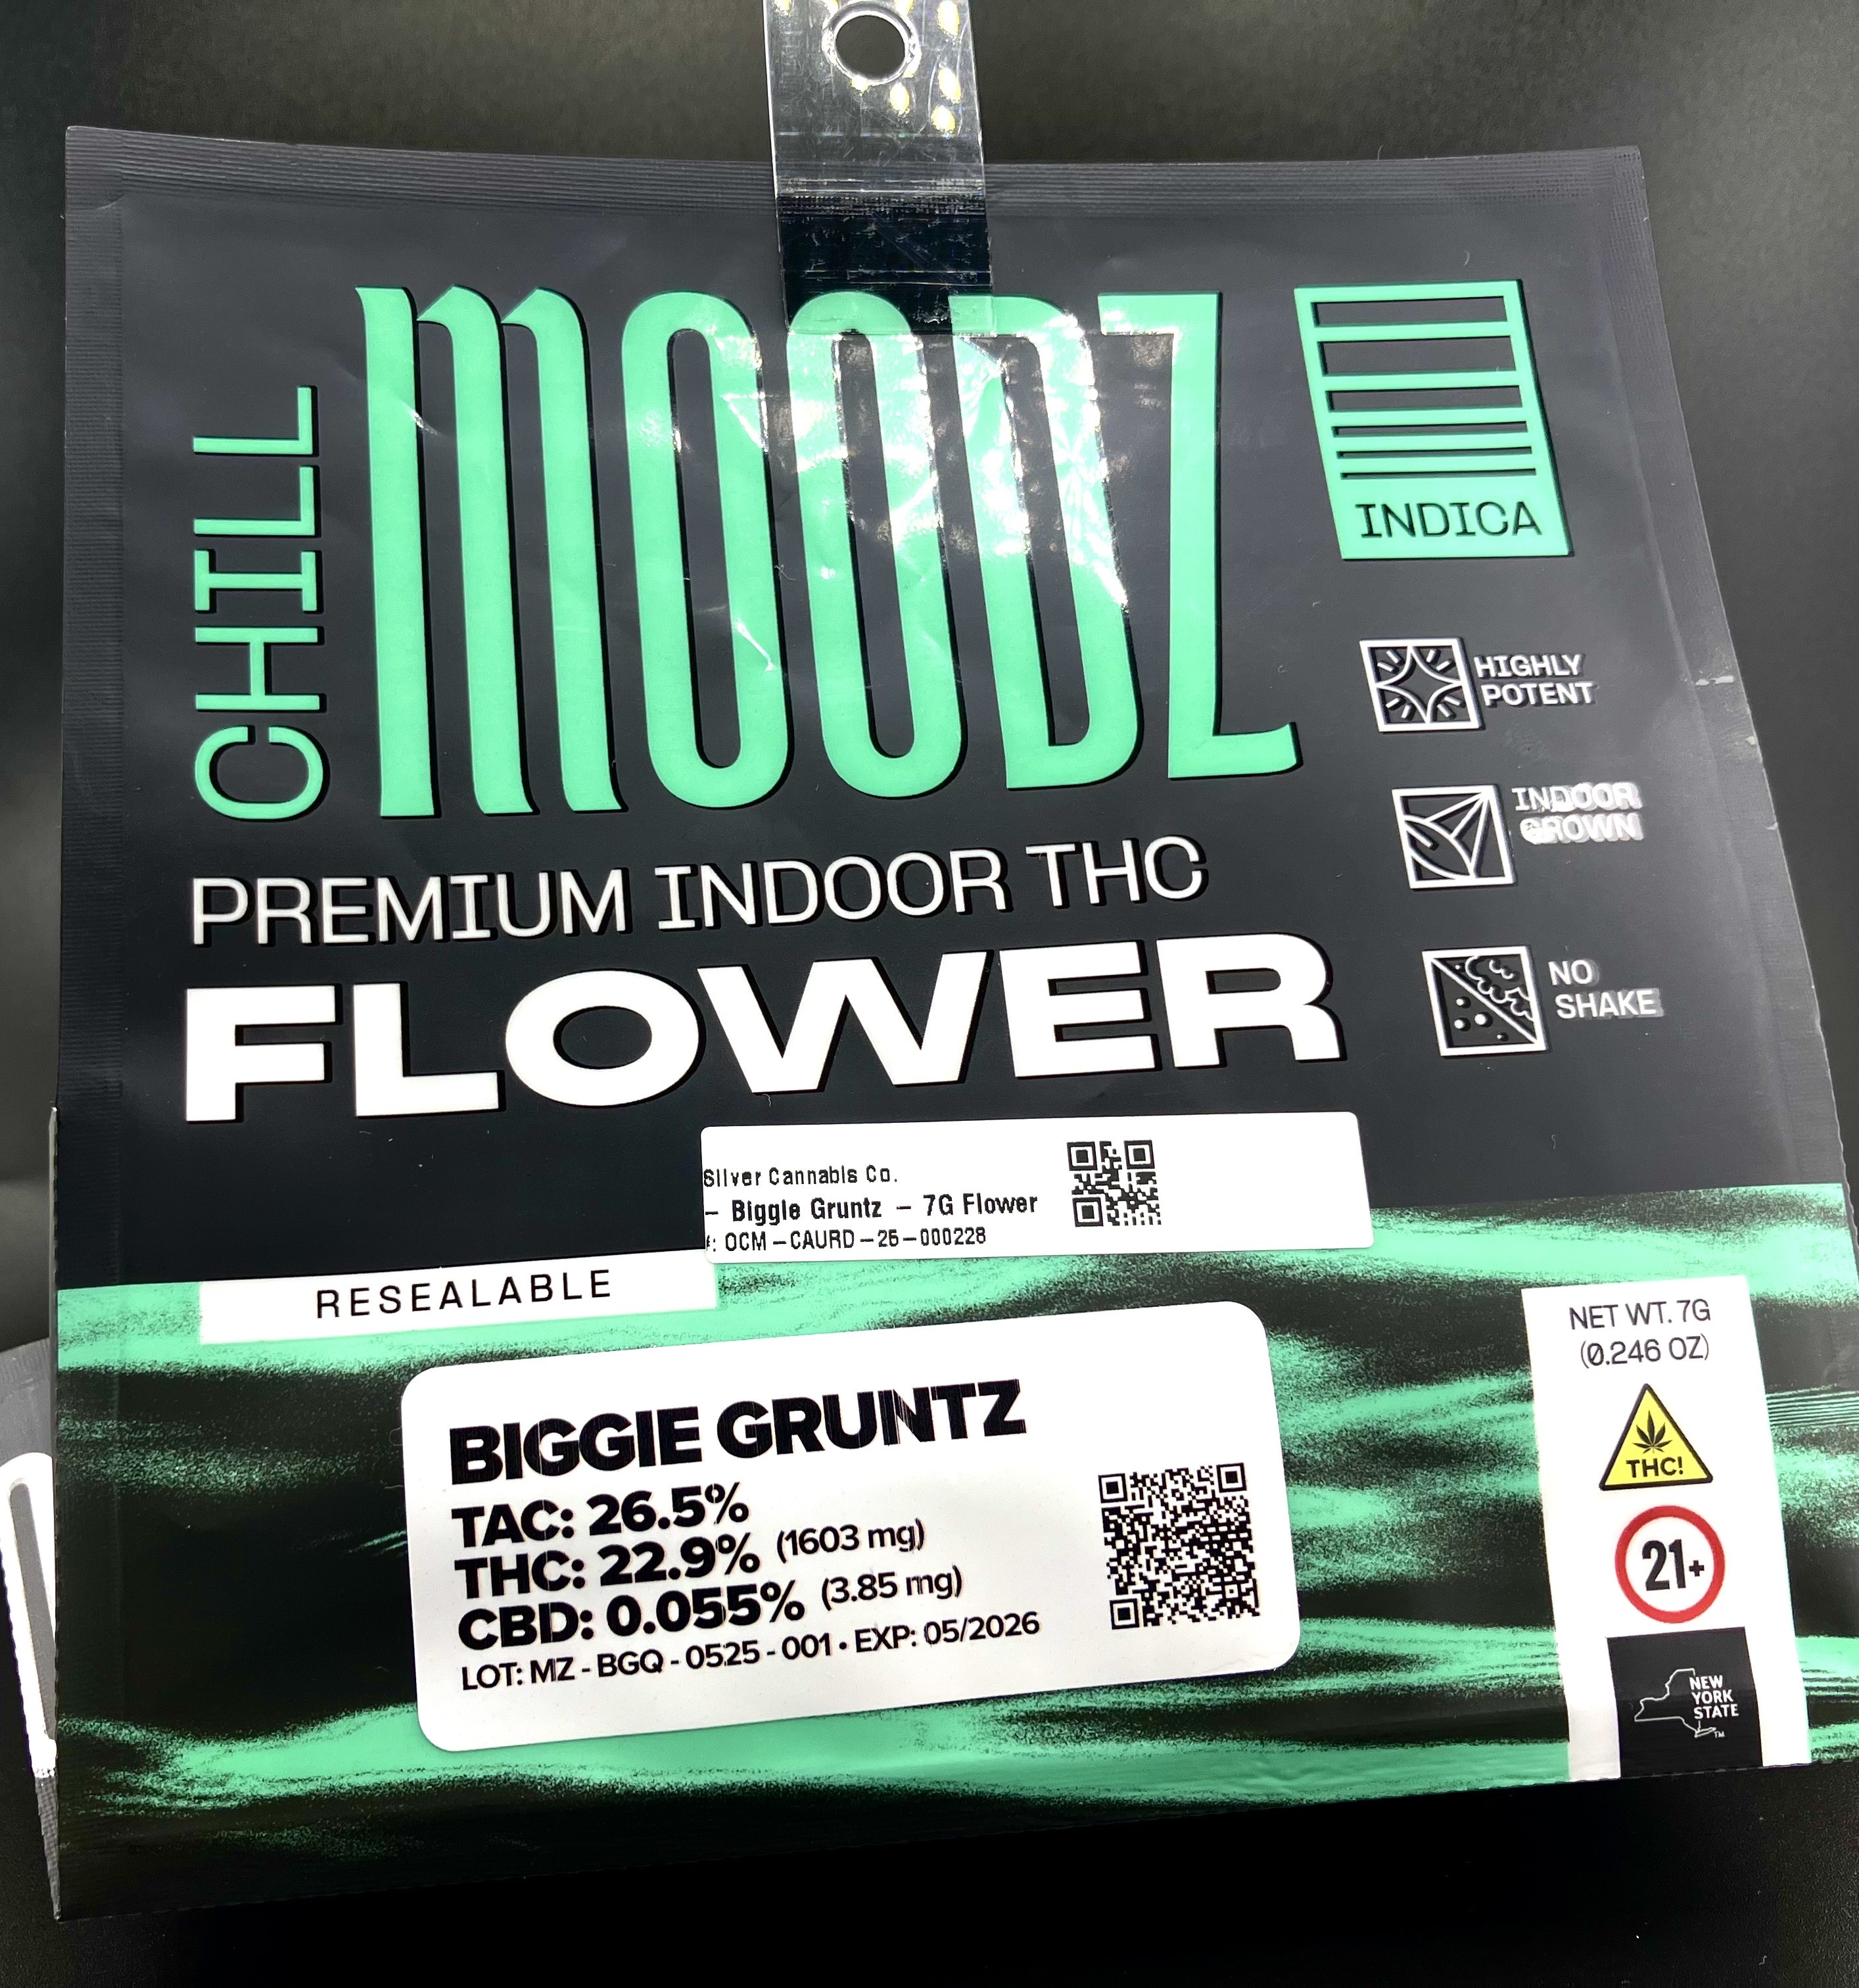 CHILL
MOODZ
INDICA
HIGHLY
POTENT
INDOOR
GROWN
NO
SHAKE
PREMIUM INDOOR THC
FLOWER
Silver Cannabis Co.
– Biggie Gruntz – 7G Flower
: OCM-CAURD-25-000228
RESEALABLE
BIGGIE GRUNTZ
TAC: 26.5%
THC: 22.9% (1603 mg)
CBD: 0.055% (3.85 mg)
LOT: MZ - BGQ - 0525 - 001 • EXP: 05/2026
NET WT. 7G
(0.246 OZ)
THC!
21+
NEW
YORK
STATE
TM